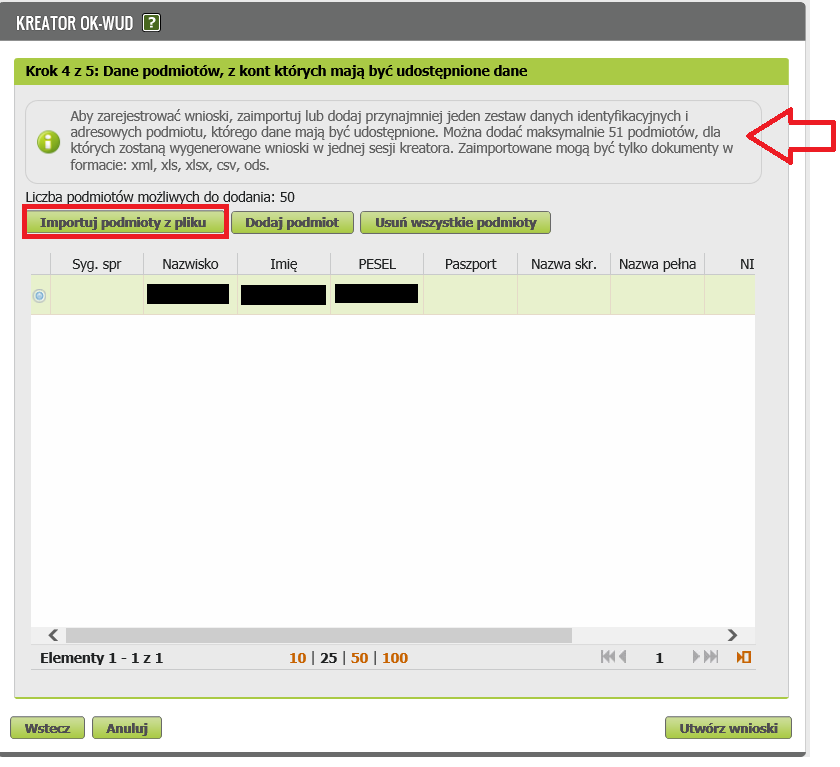 KREATOR OK-WUD ?
Krok 4 z 5: Dane podmiotów, z kont których mają być udostępnione dane
Aby zarejestrować wnioski, zaimportuj lub dodaj przynajmniej jeden zestaw danych identyfikacyjnych i
adresowych podmiotu, którego dane mają być udostępnione. Można dodać maksymalnie 51 podmiotów, dla
których zostaną wygenerowane wnioski w jednej sesji kreatora. Zaimportowane mogą być tylko dokumenty w
formacie: xml, xls, xlsx, csv, ods.
Liczba podmiotów możliwych do dodania: 50
Importuj podmioty z pliku Dodaj podmiot Usuń wszystkie podmioty
Syg. spr Nazwisko Imię PESEL Paszport Nazwa skr. Nazwa pełna NI
Elementy 1 - 1 z 1 10 | 25 | 50 | 100 1
Wstecz Anuluj Utwórz wnioski